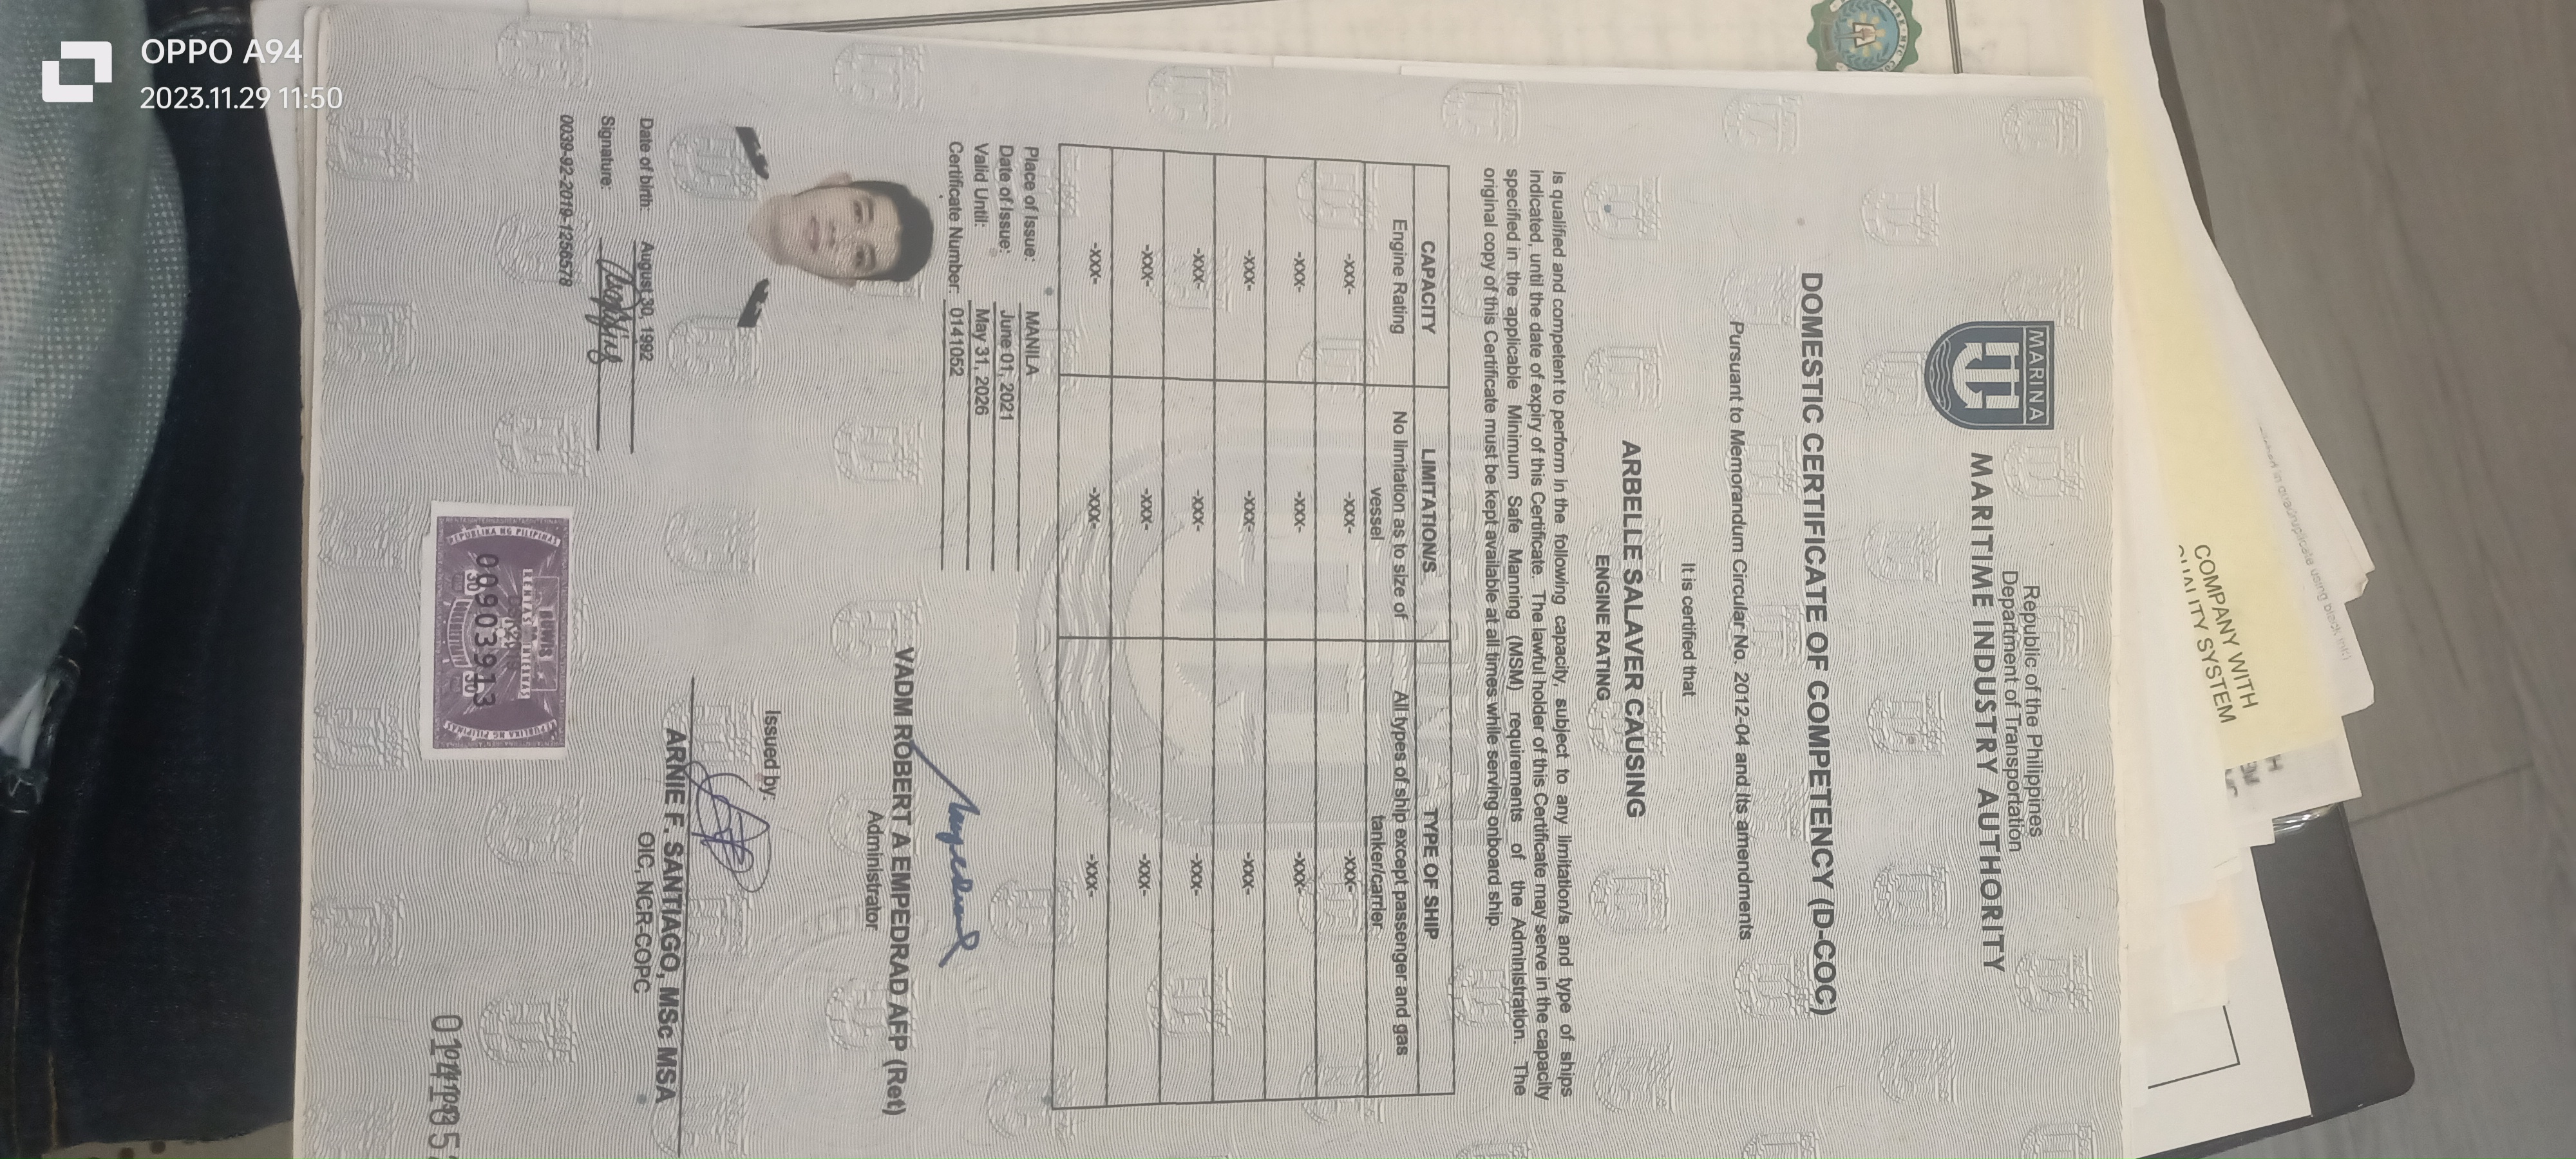 OPPO A94
2023.11.29 11:50
MARINA
Republic of the Philippines
Department of Transportation
MARITIME INDUSTRY AUTHORITY
DOMESTIC CERTIFICATE OF COMPETENCY (D-COC)
Pursuant to Memorandum Circular No. 2012-04 and its amendments
It is certified that
ARBELLE SALAVER CAUSING
ENGINE RATING
is qualified and competent to perform in the following capacity, subject to any limitation/s and type of ships
indicated, until the date of expiry of this Certificate. The lawful holder of this Certificate may serve in the capacity
specified in the applicable Minimum Safe Manning (MSM) requirements of the Administration. The
original copy of this Certificate must be kept available at all times while serving onboard ship.
CAPACITY LIMITATION/S TYPE OF SHIP
Engine Rating No limitation as to size of All types of ship except passenger and gas
vessel tanker/carrier
-xxx- -xxx- -xxx-
-xxx- -xxx- -xxx-
-xxx- -xxx- -xxx-
-xxx- -xxx- -xxx-
-xxx- -xxx- -xxx-
-xxx- -xxx- -xxx-
Place of Issue: MANILA
Date of Issue: June 01, 2021
Valid Until: May 31, 2026
Certificate Number: 0141052
VADM ROBERT A EMPEDRAD AFP (Ret)
Administrator
Issued by:
ARNIE F. SANTIAGO, MSc MSA
OIC, NCR-COPC
Date of birth: August 30, 1992
Signature:
0039-92-2019-1256578
REPUBLIKA NG PILIPINAS
RENTAS INTERNAS
30 30
00903913
COMPANY WITH
QUALITY SYSTEM